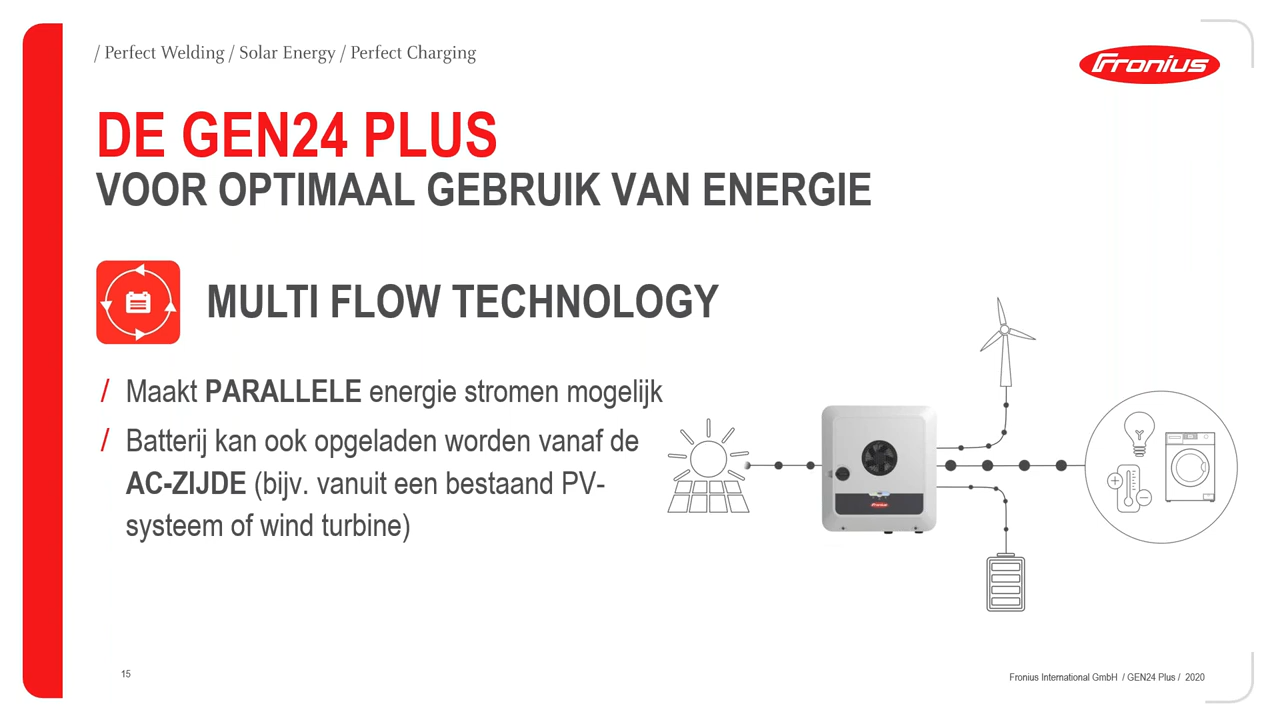 / Perfect Welding / Solar Energy / Perfect Charging
Fronius
DE GEN24 PLUS
VOOR OPTIMAAL GEBRUIK VAN ENERGIE
MULTI FLOW TECHNOLOGY
/ Maakt PARALLELE energie stromen mogelijk
/ Batterij kan ook opgeladen worden vanaf de
AC-ZIJDE (bijv. vanuit een bestaand PV-
systeem of wind turbine)
Fronius
15
Fronius International GmbH / GEN24 Plus / 2020